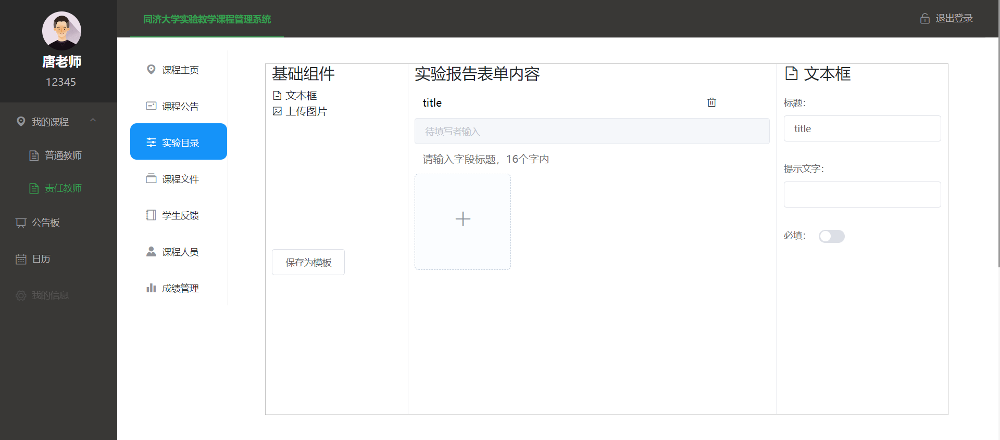 唐老师
12345
我的课程
普通教师
责任教师
公告板
日历
我的信息
同济大学实验教学课程管理系统
退出登录
课程主页
课程公告
实验目录
课程文件
学生反馈
课程人员
成绩管理
基础组件
文本框
上传图片
保存为模板
实验报告表单内容
title
待填写者输入
请输入字段标题，16个字内
文本框
标题：
title
提示文字：
必填：